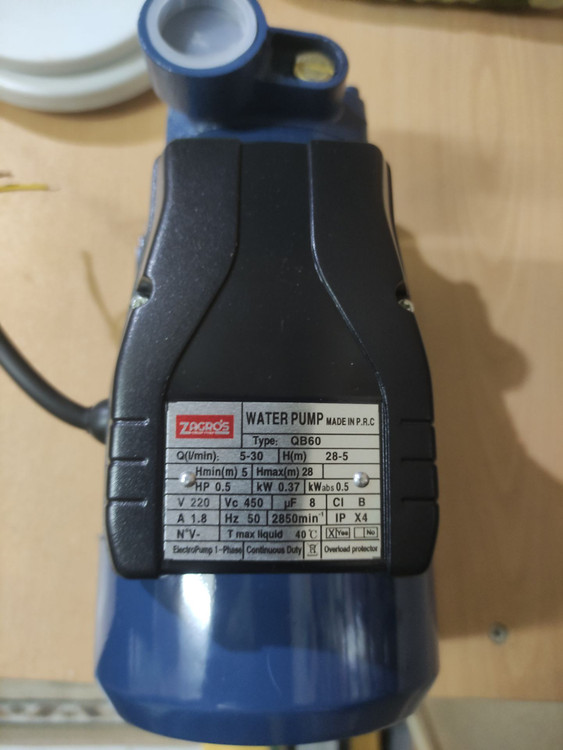 ZAGROS WATER PUMP MADE IN P.R.C
Type: QB60
Q(l/min): 5-30 H(m) 28-5
Hmin(m) 5 Hmax(m) 28
HP 0.5 kW 0.37 kWabs 0.5
V 220 Vc 450 µF 8 Cl B
A 1.8 Hz 50 2850min⁻¹ IP X4
N°V- T max liquid 40℃ X Yes No
ElectroPump 1-Phase Continuous Duty Overload protector